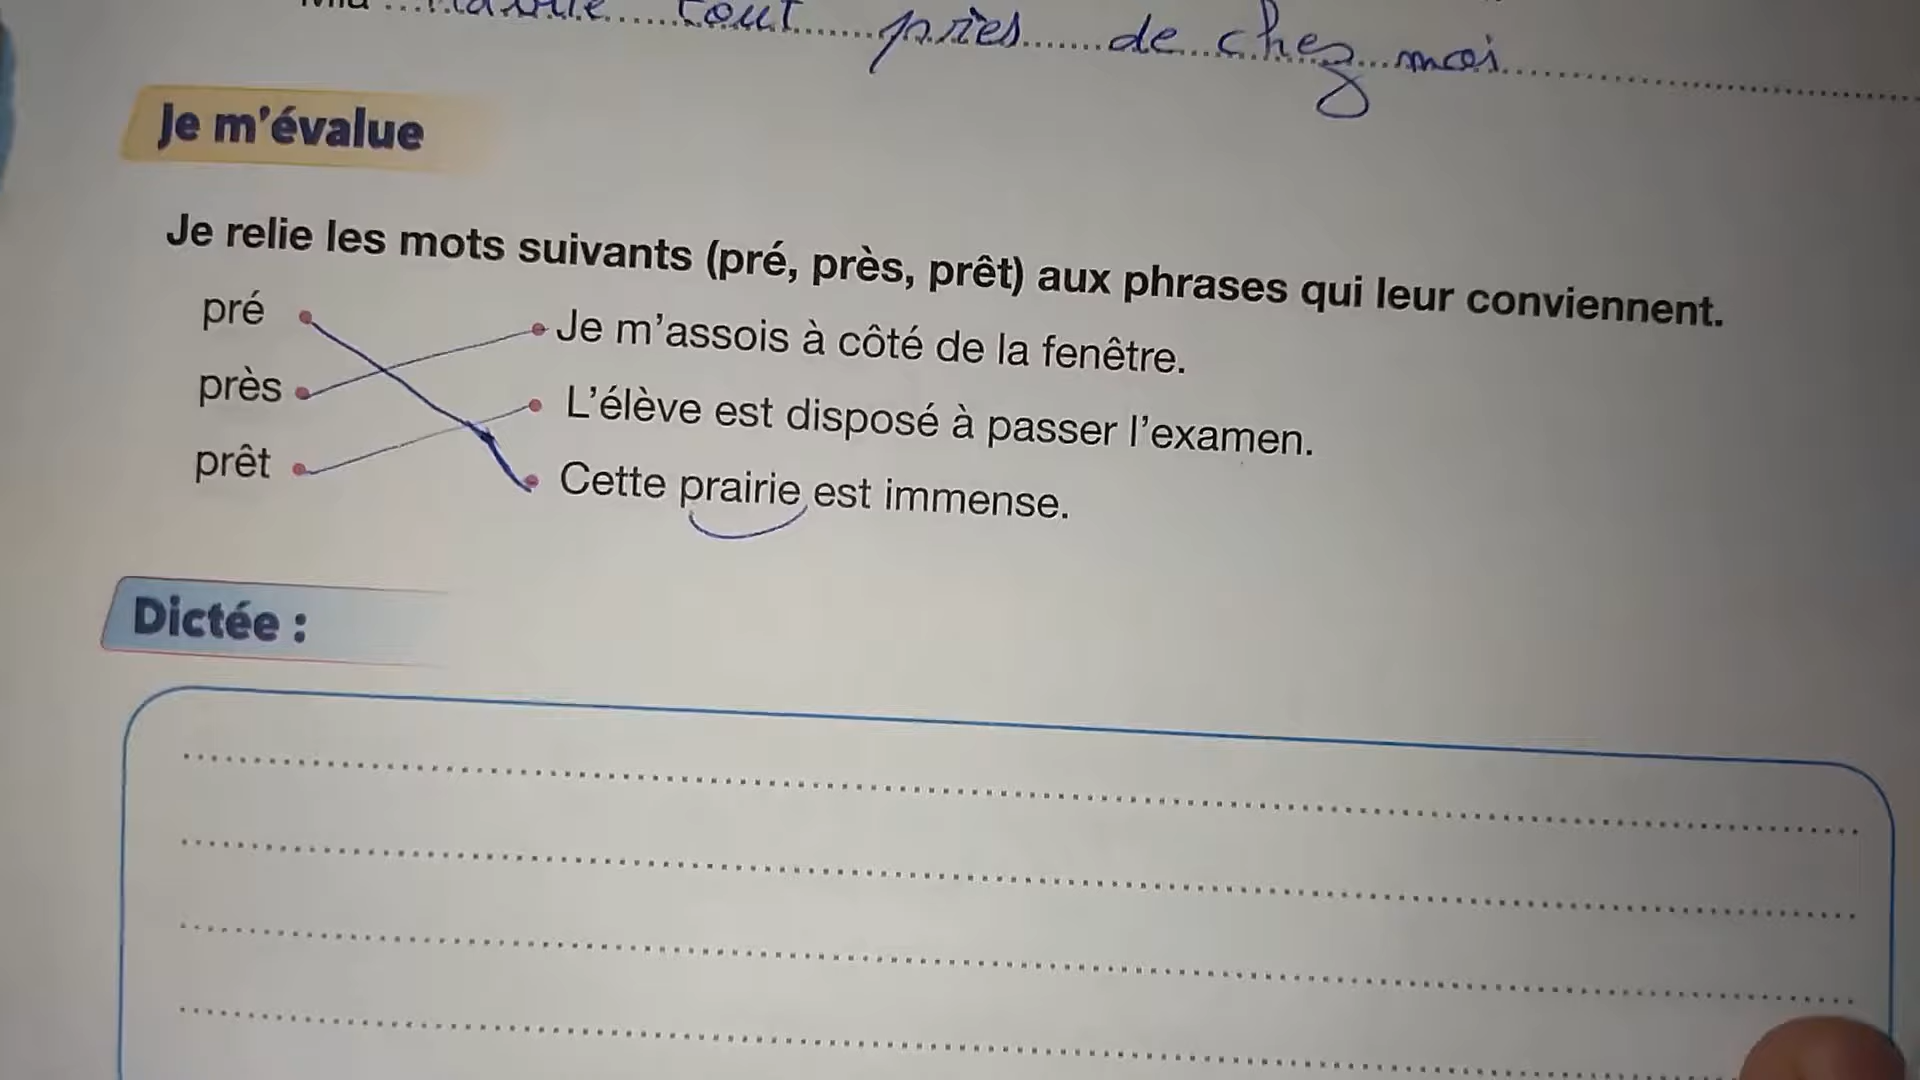 tout près de chez moi
Je m'évalue
Je relie les mots suivants (pré, près, prêt) aux phrases qui leur conviennent.
pré
Je m'assois à côté de la fenêtre.
près
L'élève est disposé à passer l'examen.
prêt
Cette prairie est immense.
Dictée :